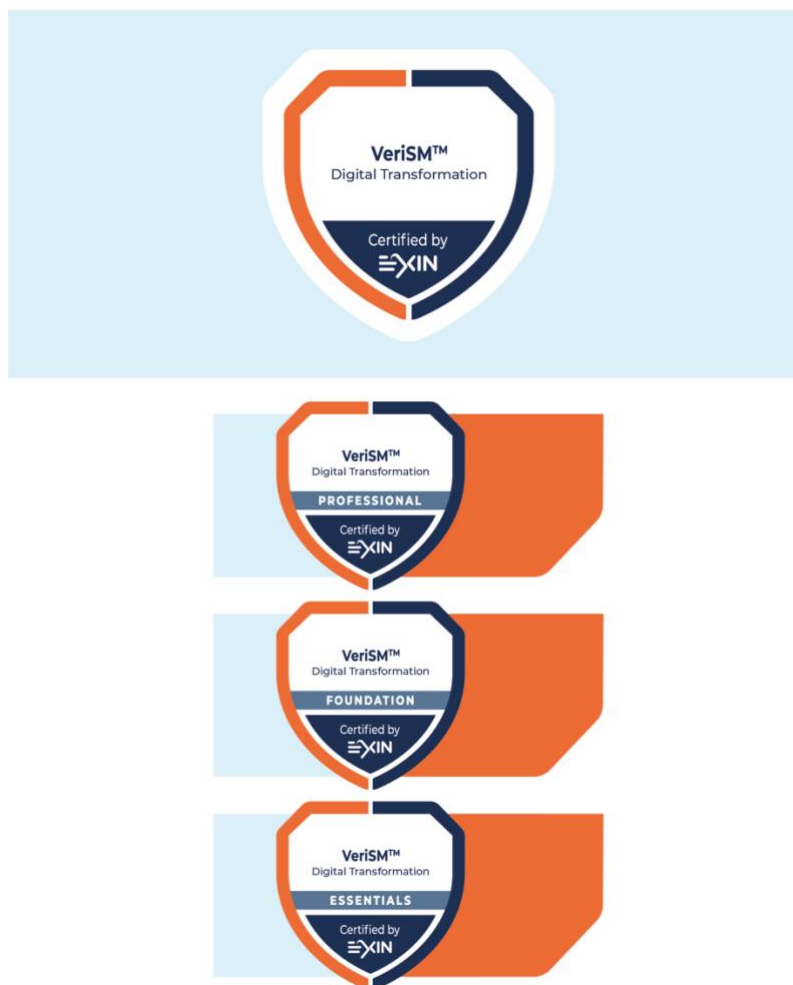 VeriSM™
Digital Transformation
Certified by
EXIN
VeriSM™
Digital Transformation
PROFESSIONAL
Certified by
EXIN
VeriSM™
Digital Transformation
FOUNDATION
Certified by
EXIN
VeriSM™
Digital Transformation
ESSENTIALS
Certified by
EXIN